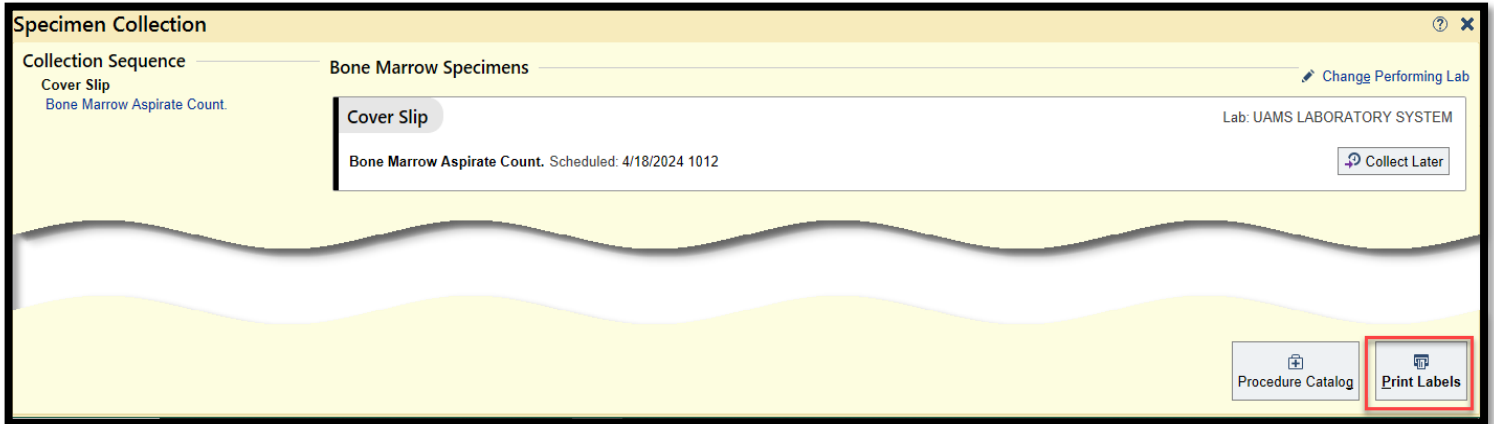 Specimen Collection
Collection Sequence
Cover Slip
Bone Marrow Aspirate Count.
Bone Marrow Specimens
Change Performing Lab
Cover Slip
Lab: UAMS LABORATORY SYSTEM
Bone Marrow Aspirate Count. Scheduled: 4/18/2024 1012
Collect Later
Procedure Catalog
Print Labels